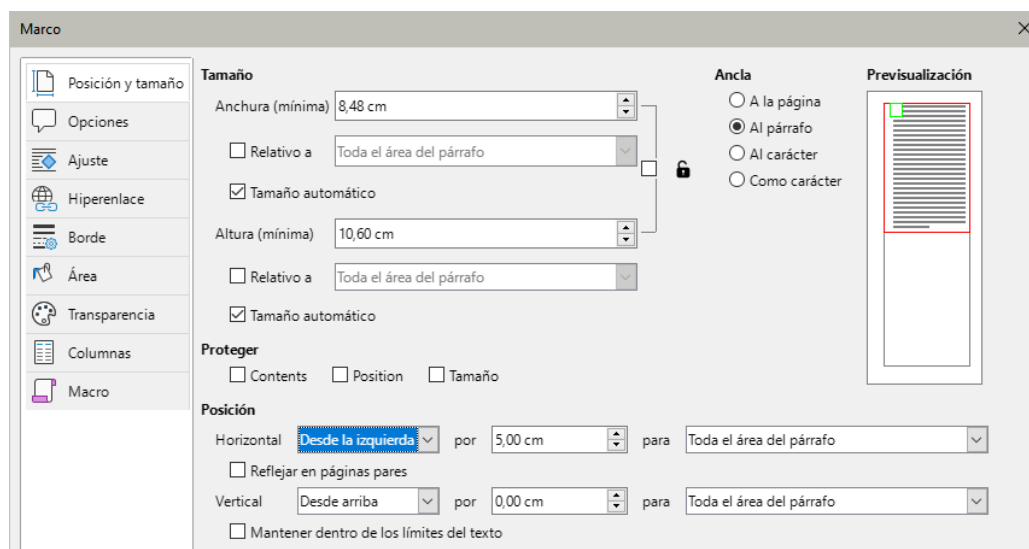 Marco
Posición y tamaño
Opciones
Ajuste
Hiperenlace
Borde
Área
Transparencia
Columnas
Macro
Tamaño
Anchura (mínima) 8,48 cm
Relativo a Toda el área del párrafo
Tamaño automático
Altura (mínima) 10,60 cm
Relativo a Toda el área del párrafo
Tamaño automático
Ancla
A la página
Al párrafo
Al carácter
Como carácter
Previsualización
Proteger
Contents Position Tamaño
Posición
Horizontal Desde la izquierda por 5,00 cm para Toda el área del párrafo
Reflejar en páginas pares
Vertical Desde arriba por 0,00 cm para Toda el área del párrafo
Mantener dentro de los límites del texto